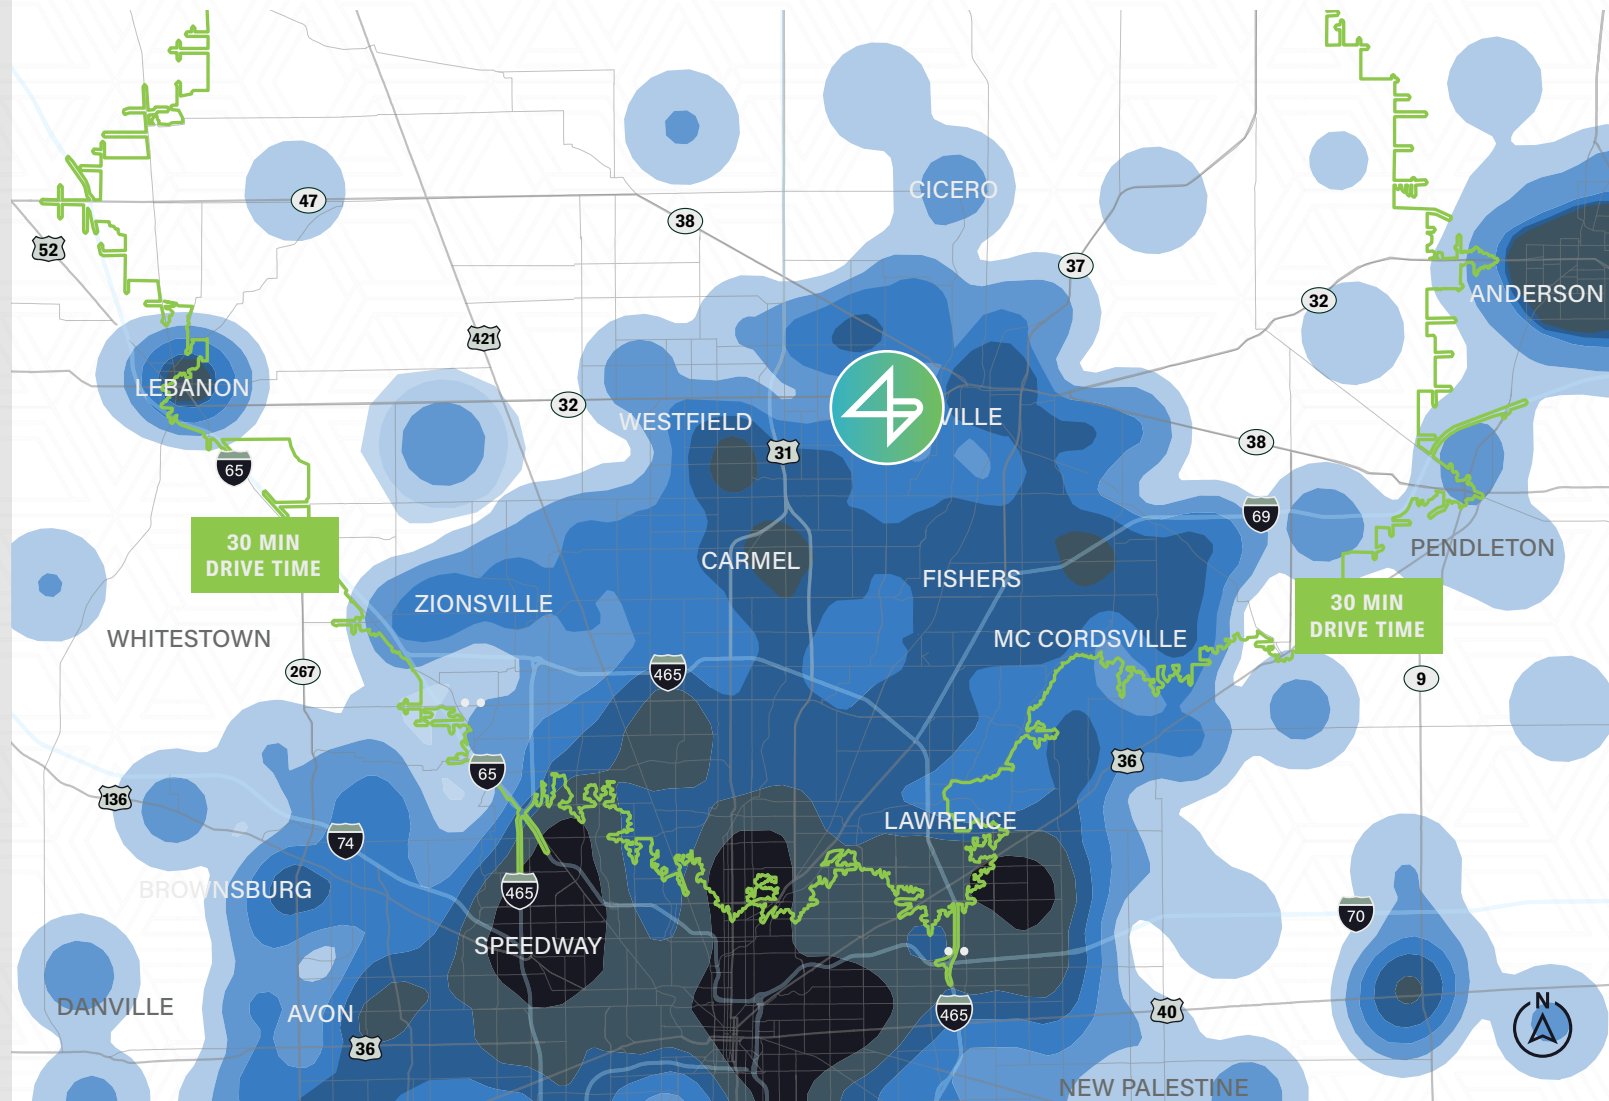 CICERO
47
38
52
37
32
ANDERSON
421
LEBANON
32
WESTFIELD
VILLE
31
38
65
69
30 MIN
DRIVE TIME
CARMEL
PENDLETON
FISHERS
ZIONSVILLE
30 MIN
DRIVE TIME
WHITESTOWN
MC CORDSVILLE
267
465
9
65
36
136
LAWRENCE
74
BROWNSBURG
465
70
SPEEDWAY
DANVILLE
AVON
465
40
N
36
NEW PALESTINE